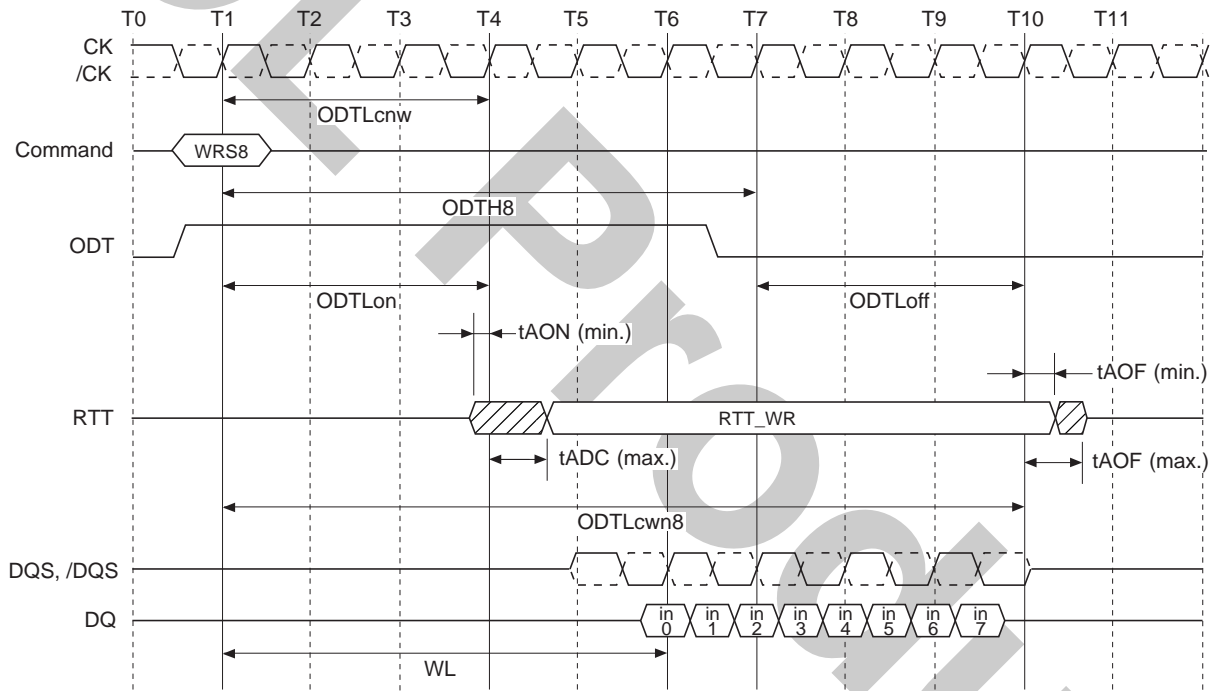 T0 T1 T2 T3 T4 T5 T6 T7 T8 T9 T10 T11
CK
/CK
ODTLcnw
Command WRS8
ODTH8
ODT
ODTLon ODTLoff
tAON (min.)
tAOF (min.)
RTT RTT_WR
tADC (max.) tAOF (max.)
ODTLcwn8
DQS, /DQS
DQ in 0 in 1 in 2 in 3 in 4 in 5 in 6 in 7
WL